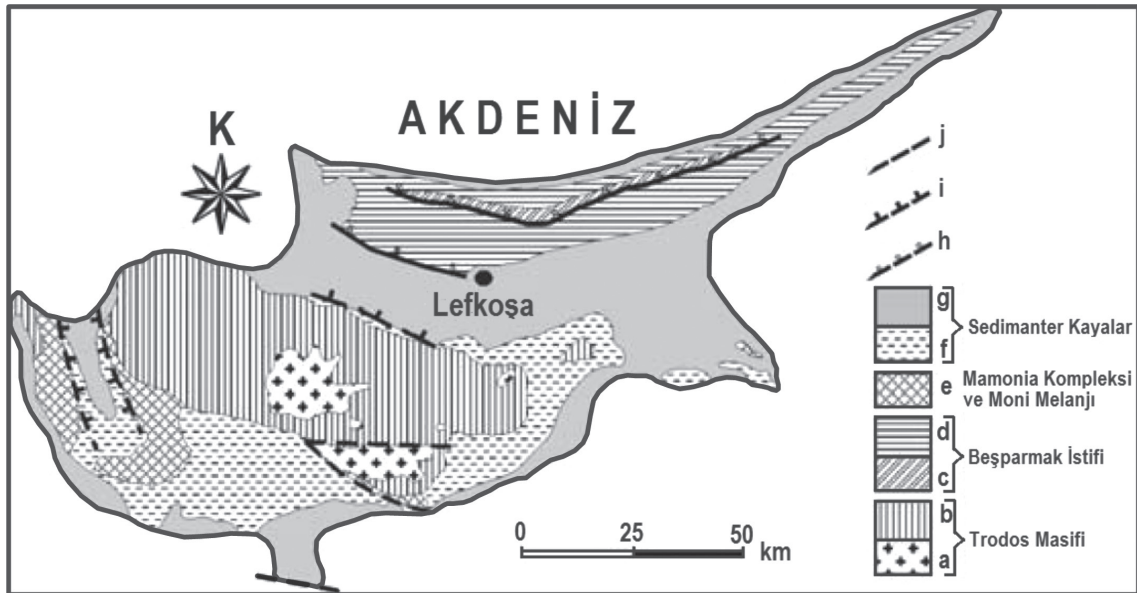 AKDENİZ
K
Lefkoşa
j
i
h
g
f
Sedimanter Kayalar
e
Mamonia Kompleksi
ve Moni Melanjı
d
c
Beşparmak İstifi
b
a
Trodos Masifi
0 25 50
km